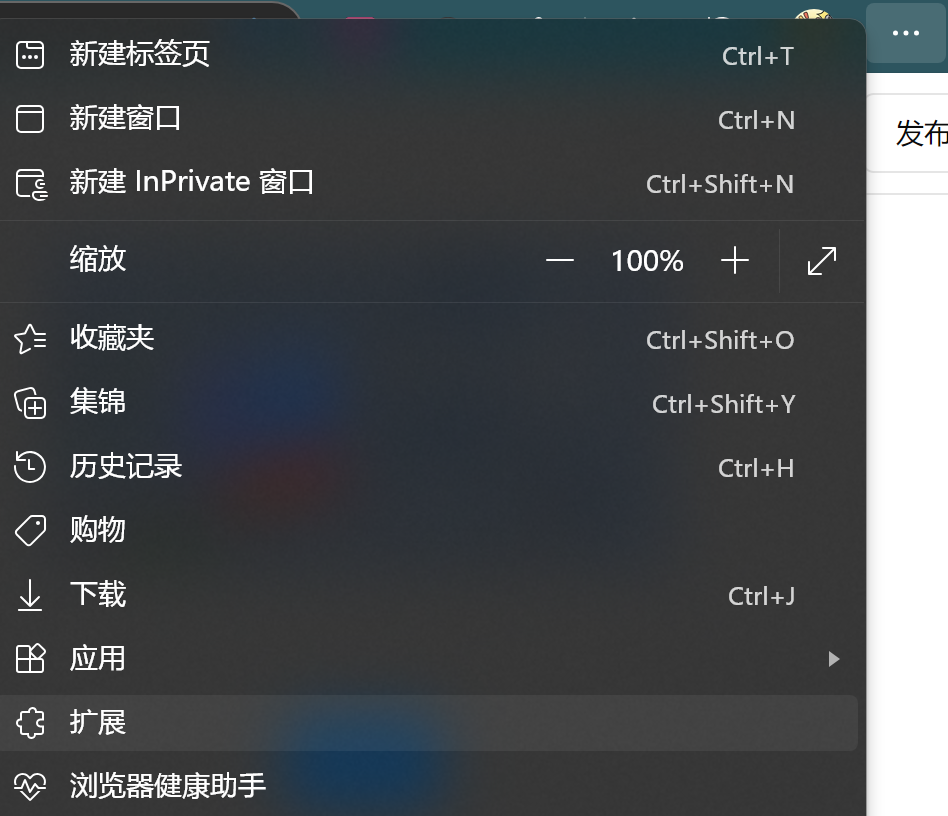 新建标签页 Ctrl+T
新建窗口 Ctrl+N
发布
新建 InPrivate 窗口 Ctrl+Shift+N
缩放 100%
收藏夹 Ctrl+Shift+O
集锦 Ctrl+Shift+Y
历史记录 Ctrl+H
购物
下载 Ctrl+J
应用
扩展
浏览器健康助手